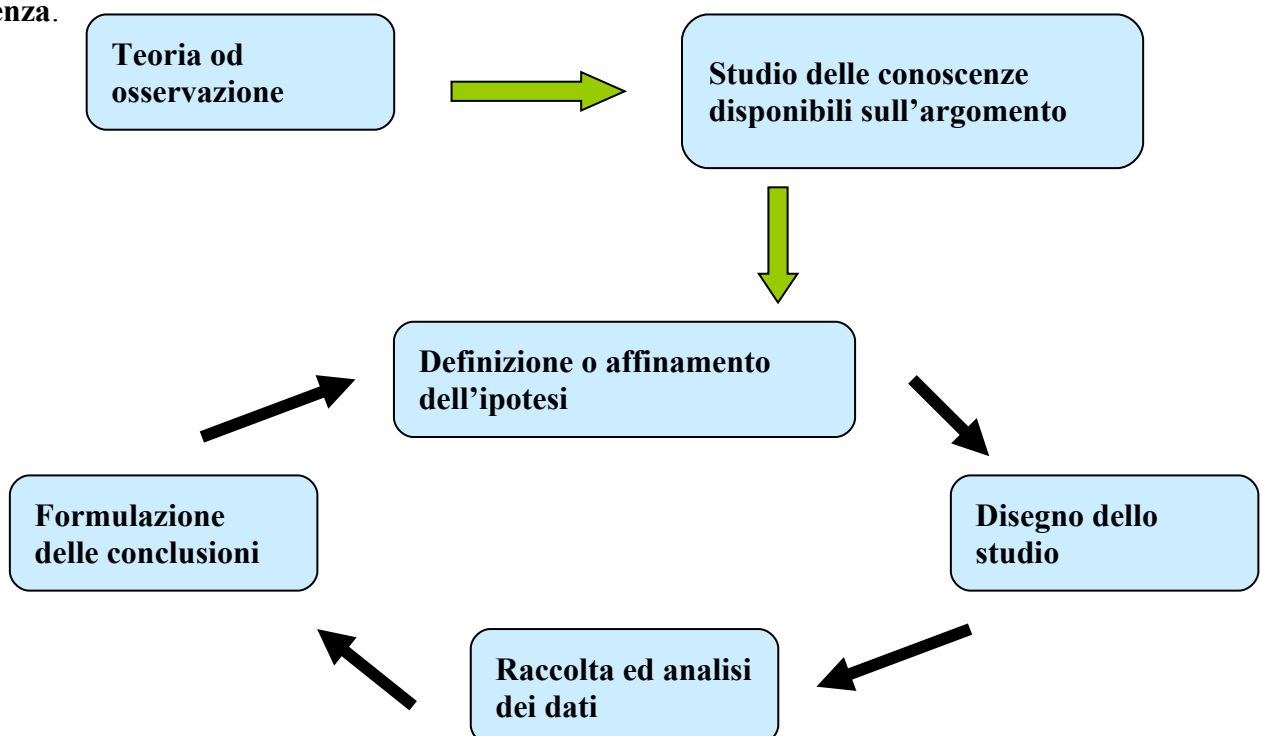 enza.
Teoria od
osservazione
Studio delle conoscenze
disponibili sull’argomento
Definizione o affinamento
dell’ipotesi
Disegno dello
studio
Raccolta ed analisi
dei dati
Formulazione
delle conclusioni